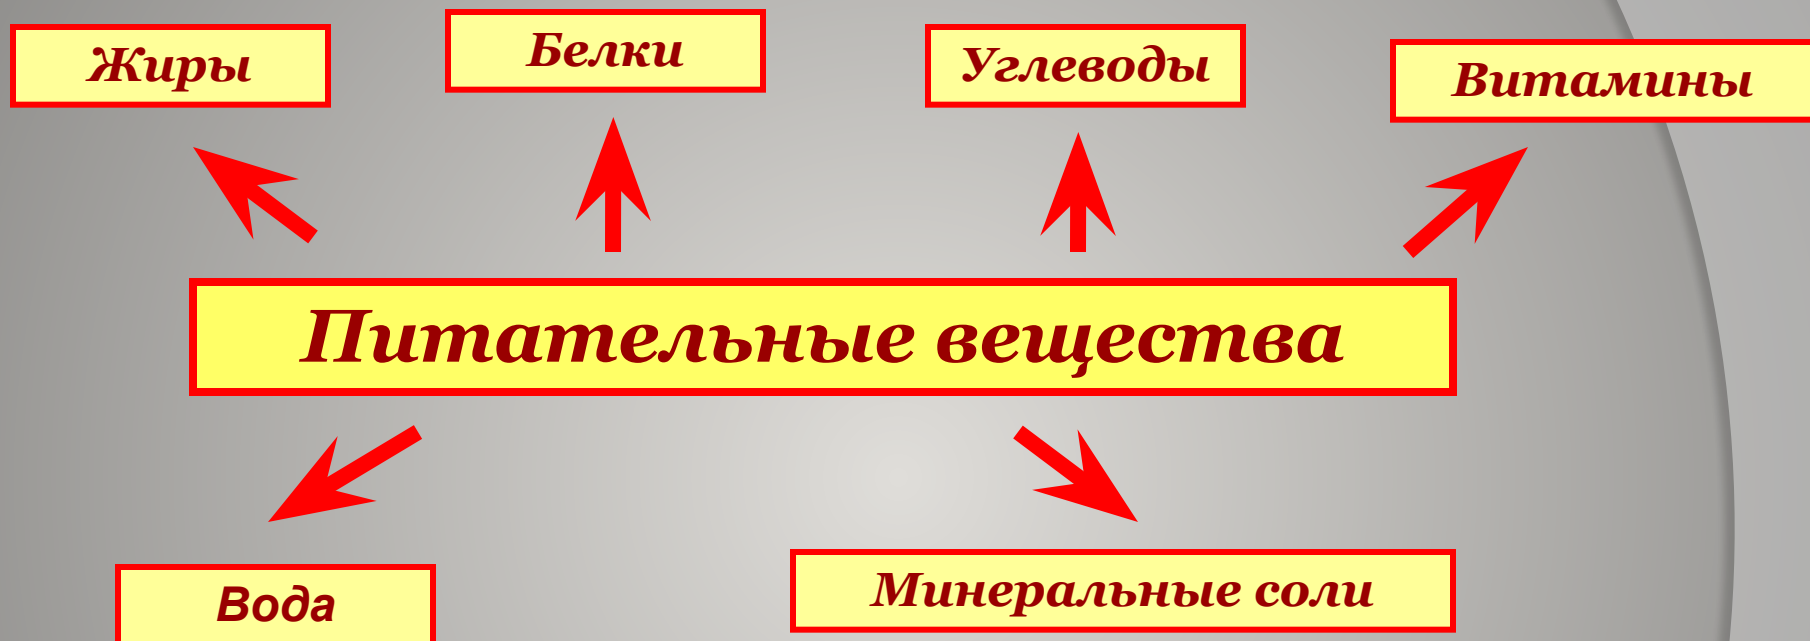 Жиры
Белки
Углеводы
Витамины
Питательные вещества
Вода
Минеральные соли